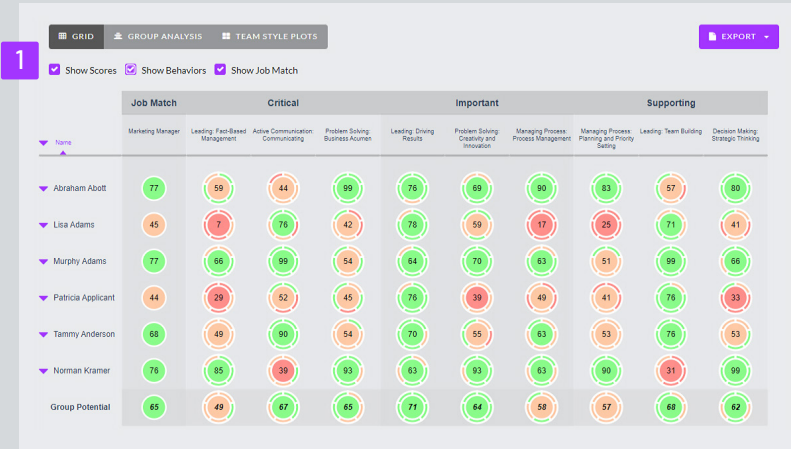 1
GRID GROUP ANALYSIS TEAM STYLE PLOTS EXPORT
Show Scores Show Behaviors Show Job Match
Job Match Critical Important Supporting
Marketing Manager Leading: Fact-Based Active Communication: Problem Solving: Leading: Driving Problem Solving: Managing Process: Managing Process: Leading: Team Building Decision Making:
Management Communicating Business Acumen Results Creativity and Process Management Planning and Priority Strategic Thinking
Name Innovation Setting
Abraham Abott 77 59 44 99 76 69 90 83 57 80
Lisa Adams 45 7 76 42 78 59 17 25 71 41
Murphy Adams 77 66 99 54 64 70 63 51 99 66
Patricia Applicant 44 29 52 45 76 39 49 41 76 33
Tammy Anderson 68 49 90 54 70 55 63 53 76 53
Norman Kramer 76 85 39 93 63 93 63 90 31 99
Group Potential 65 49 67 65 71 64 58 57 68 62